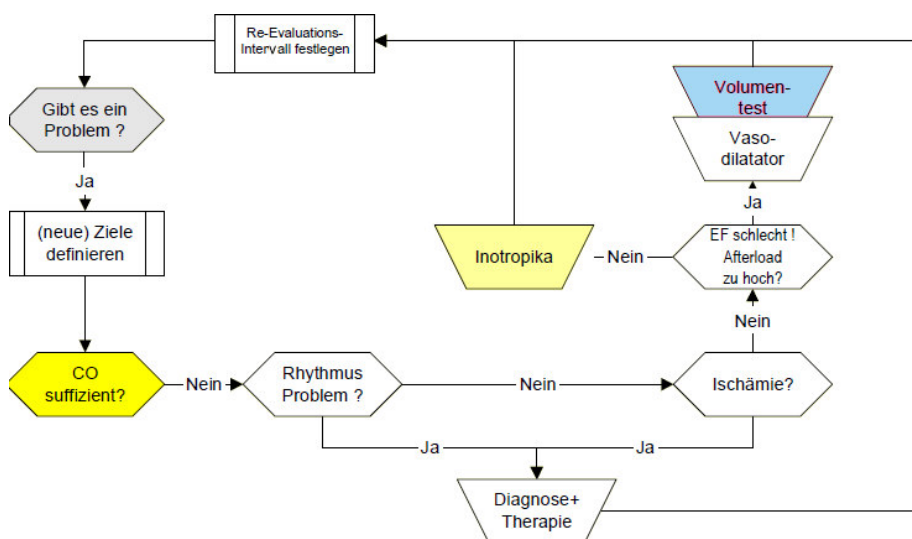 Re-Evaluations-
Intervall festlegen
Volumen-
test
Gibt es ein
Problem ?
Vaso-
dilatator
Ja
Ja
(neue) Ziele
definieren
Inotropika
Nein
EF schlecht !
Afterload
zu hoch?
Nein
CO
suffizient?
Nein
Rhythmus
Problem ?
Nein
Ischämie?
Ja
Ja
Diagnose+
Therapie